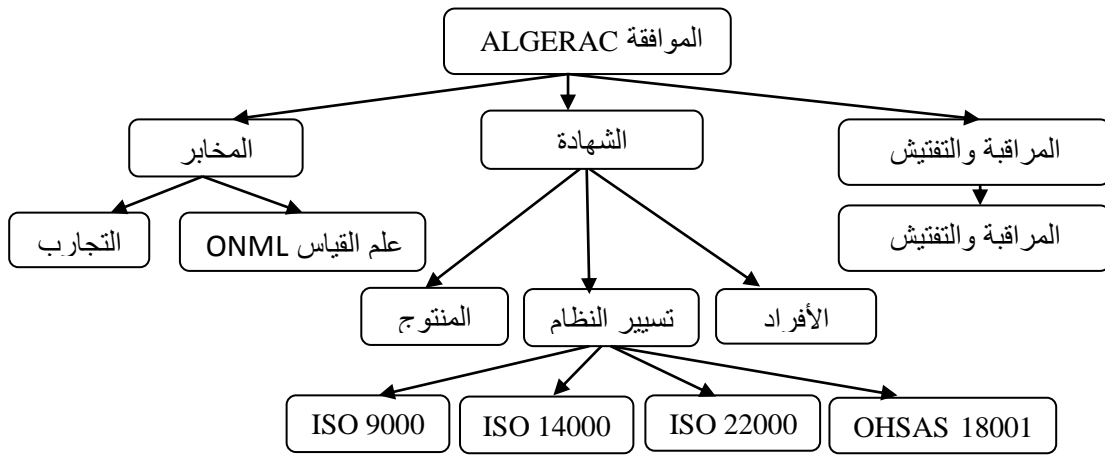 الموافقة ALGERAC
المراقبة والتفتيش
الشهادة
المخابر
المراقبة والتفتيش
علم القياس ONML
التجارب
الأفراد
تسيير النظام
المنتوج
ISO 9000
ISO 14000
ISO 22000
OHSAS 18001